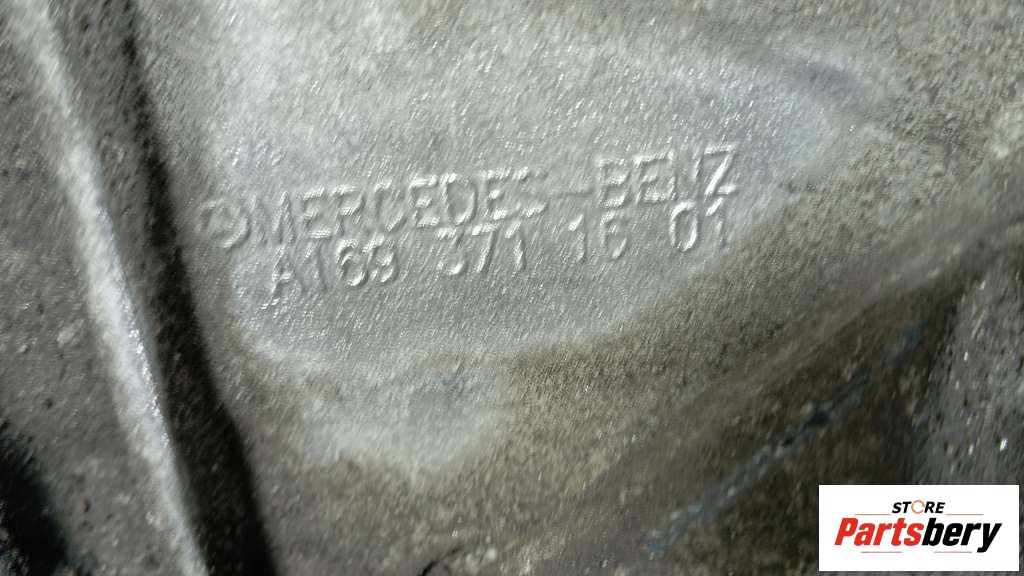 MERCEDES-BENZ
A169 371 16 01
STORE
Partsbery